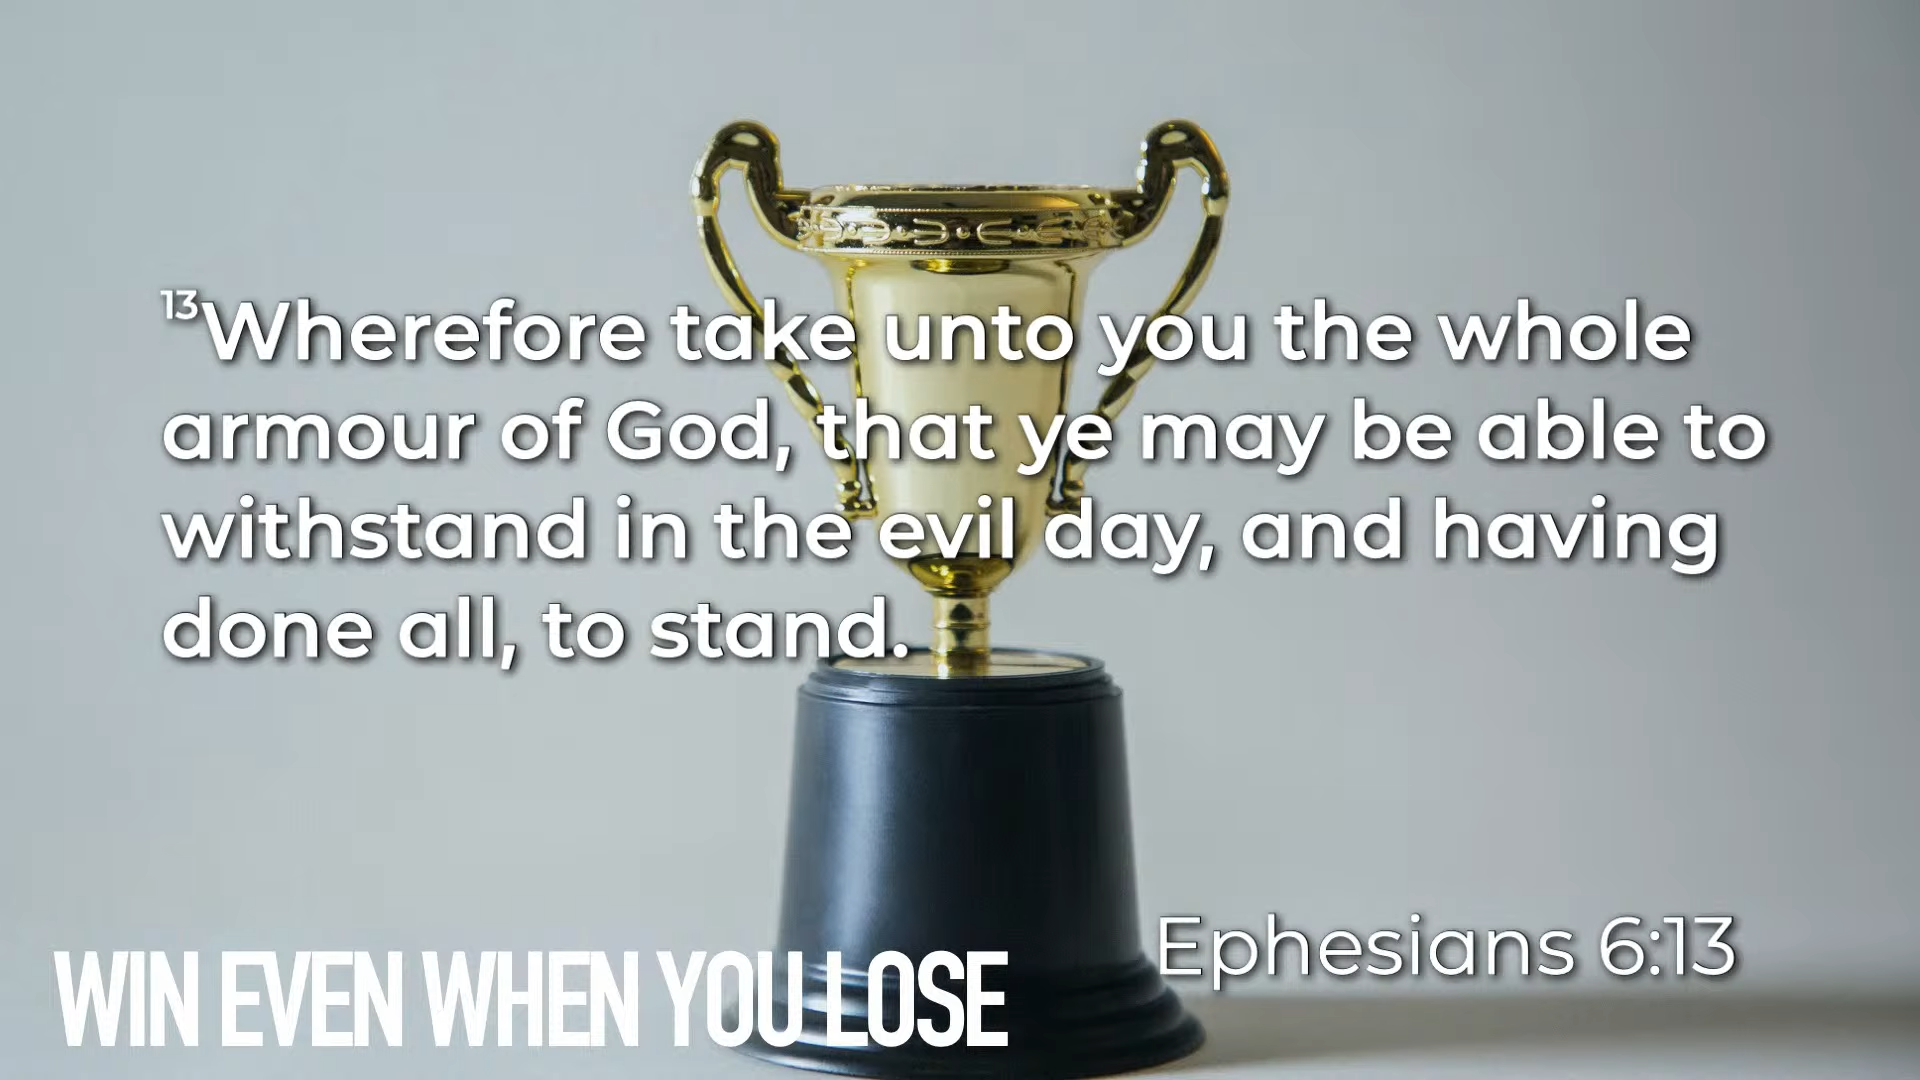 13Wherefore take unto you the whole
armour of God, that ye may be able to
withstand in the evil day, and having
done all, to stand.
Ephesians 6:13
WIN EVEN WHEN YOU LOSE